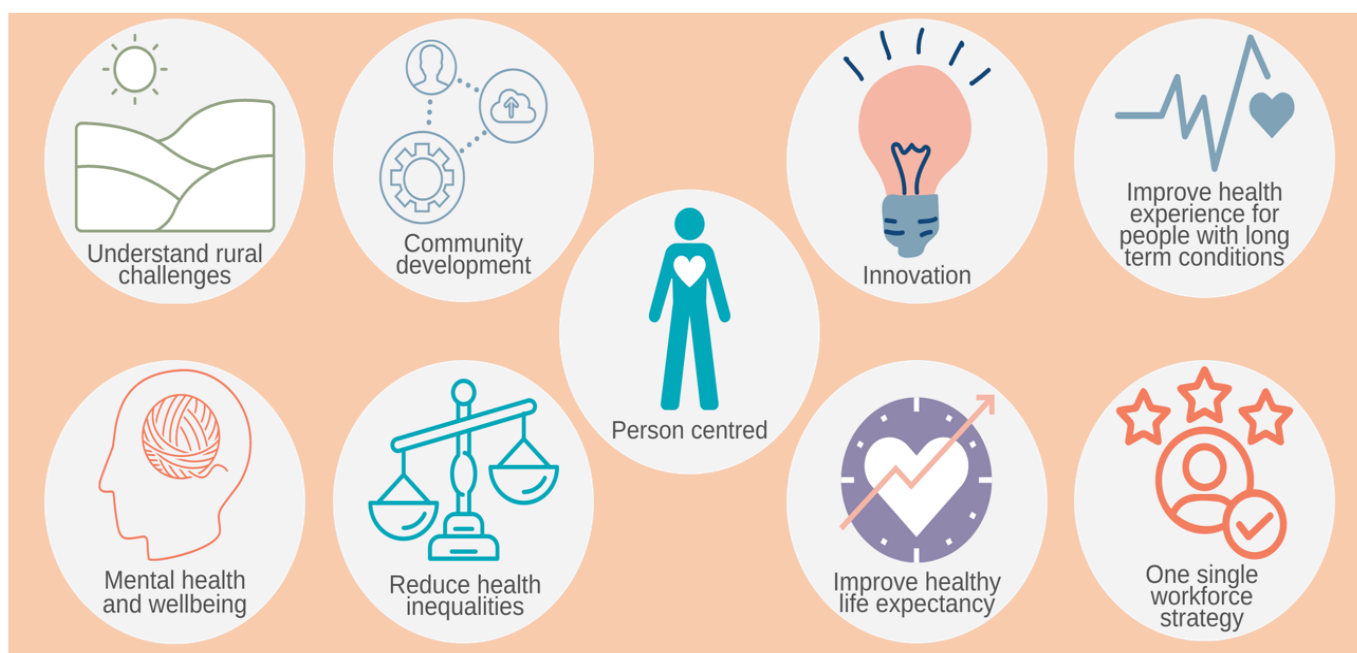 Understand rural
challenges
Community
development
Innovation
Improve health
experience for
people with long
term conditions
Person centred
Mental health
and wellbeing
Reduce health
inequalities
Improve healthy
life expectancy
One single
workforce
strategy